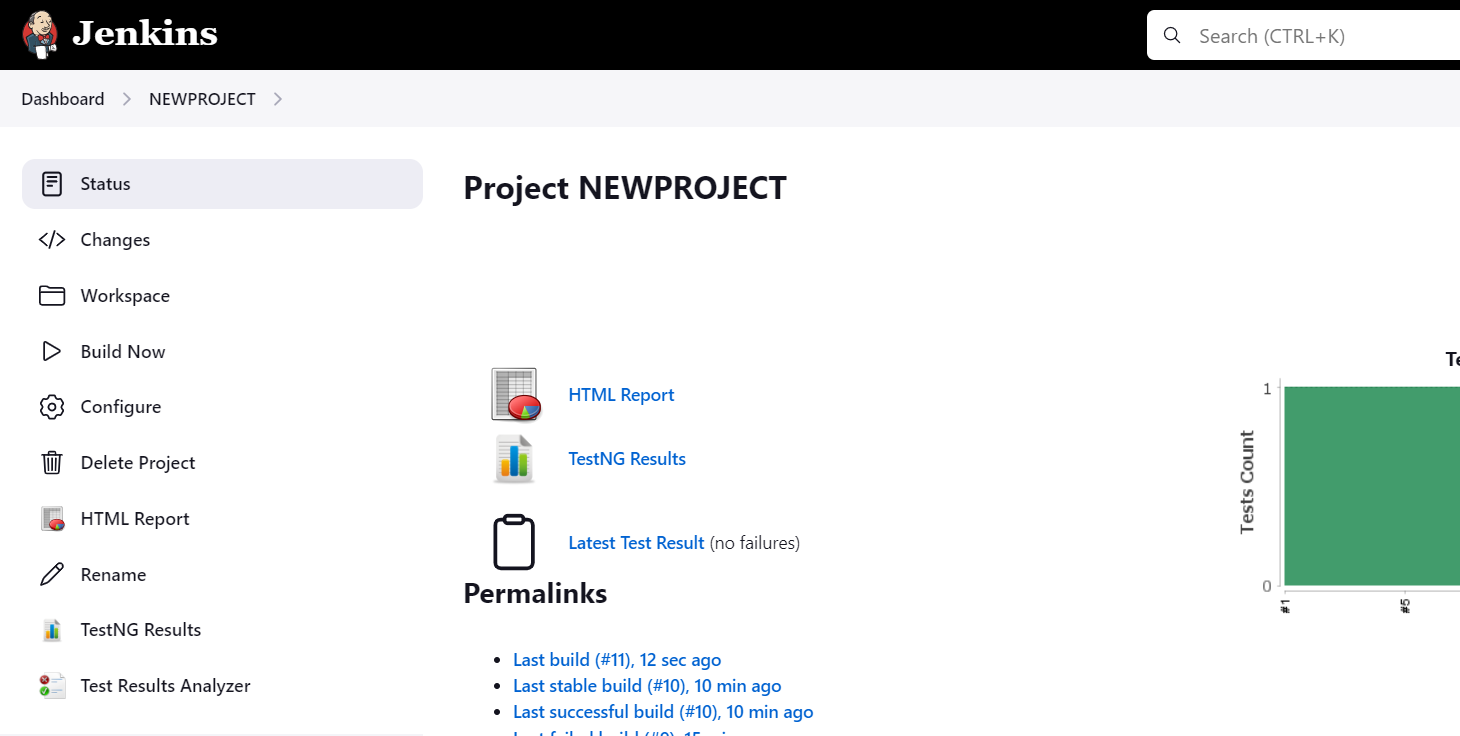 Jenkins
Search (CTRL+K)
Dashboard > NEWPROJECT >
Status
Changes
Workspace
Build Now
Configure
Delete Project
HTML Report
Rename
TestNG Results
Test Results Analyzer
Project NEWPROJECT
HTML Report
TestNG Results
Latest Test Result (no failures)
Permalinks
Last build (#11), 12 sec ago
Last stable build (#10), 10 min ago
Last successful build (#10), 10 min ago
Te
Tests Count
1
0
#1
#5